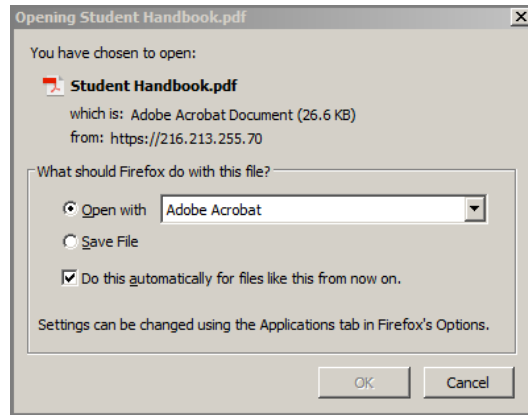 Opening Student Handbook.pdf
You have chosen to open:
Student Handbook.pdf
which is: Adobe Acrobat Document (26.6 KB)
from: https://216.213.255.70
What should Firefox do with this file?
Open with Adobe Acrobat
Save File
Do this automatically for files like this from now on.
Settings can be changed using the Applications tab in Firefox's Options.
OK Cancel